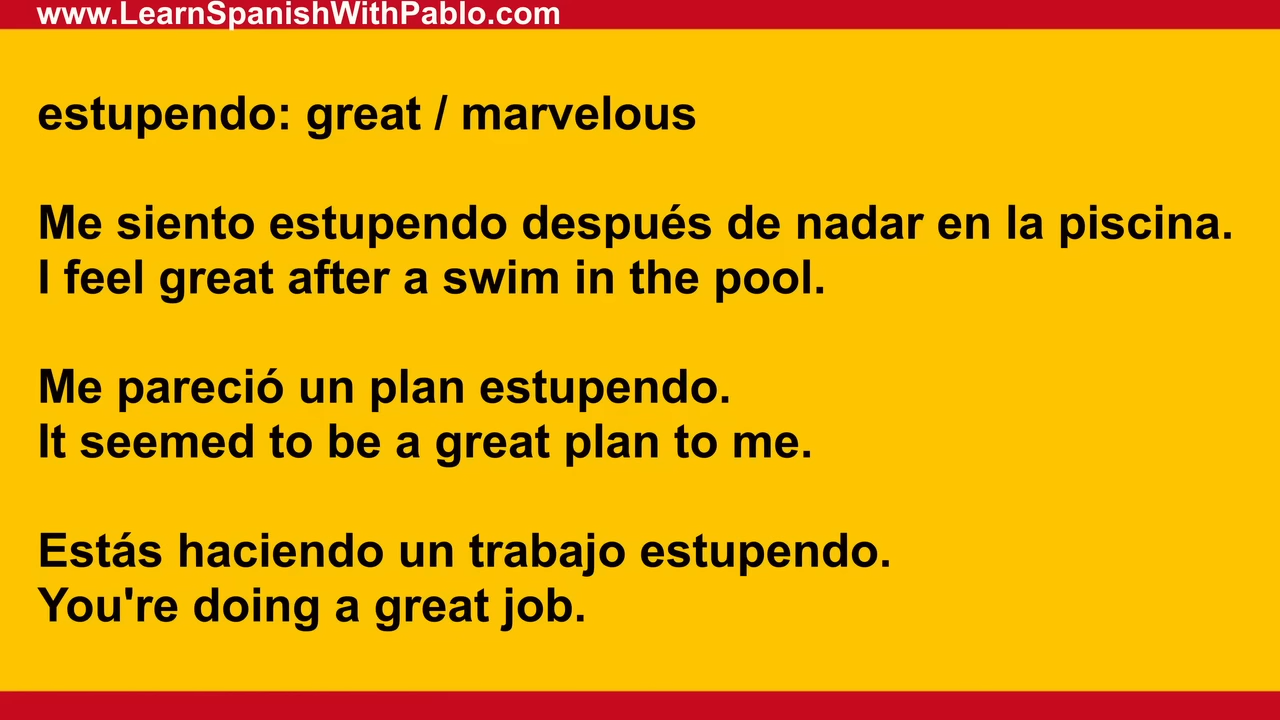 www.LearnSpanishWithPablo.com
estupendo: great / marvelous
Me siento estupendo después de nadar en la piscina.
I feel great after a swim in the pool.
Me pareció un plan estupendo.
It seemed to be a great plan to me.
Estás haciendo un trabajo estupendo.
You're doing a great job.